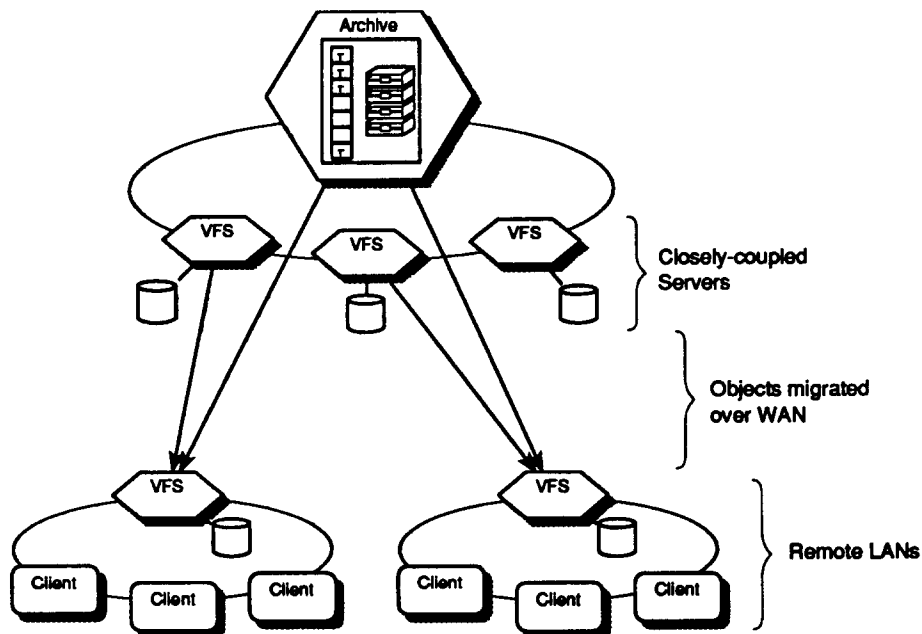 Archive
T
T
T
T
VFS
VFS
VFS
Closely-coupled
Servers
Objects migrated
over WAN
VFS
VFS
Remote LANs
Client
Client
Client
Client
Client
Client